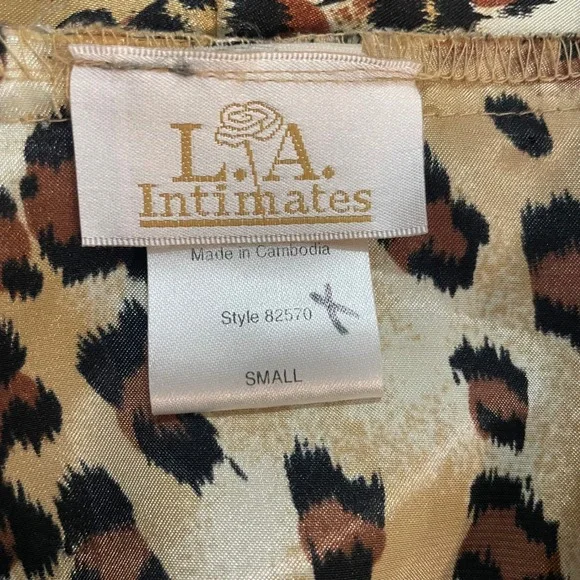 L.A.
Intimates
Made in Cambodia
Style 82570 X
SMALL